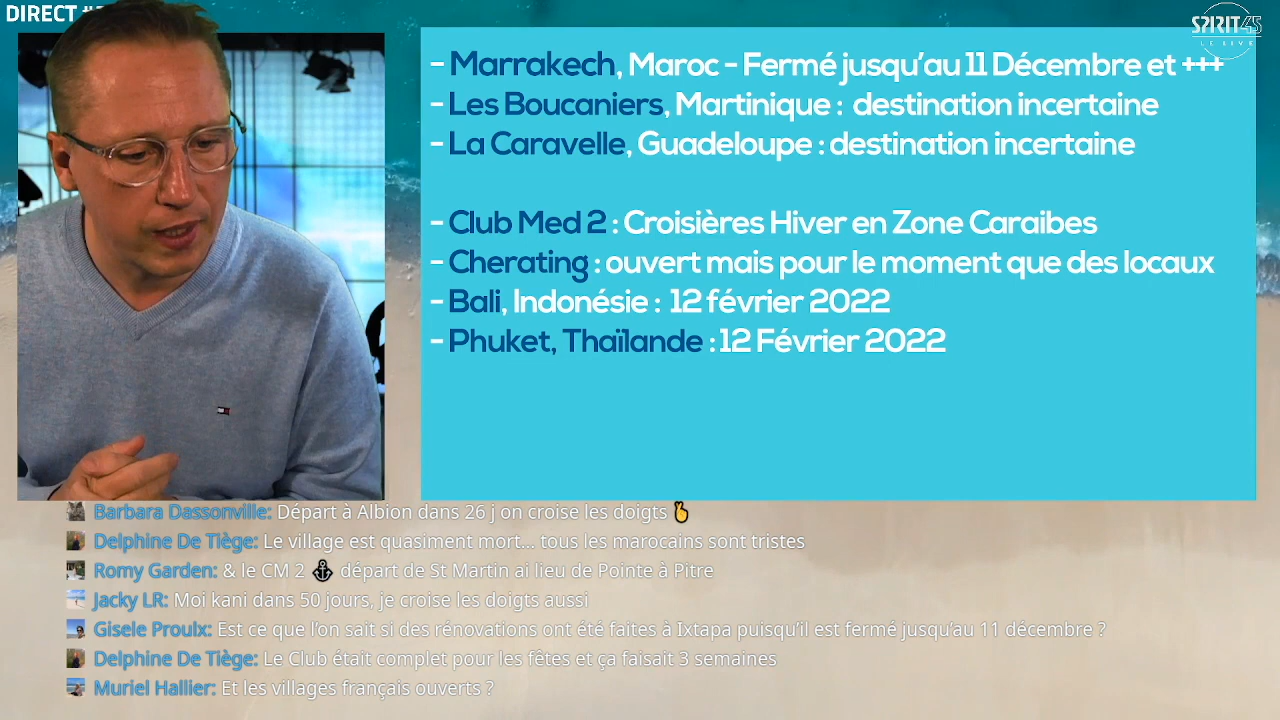 DIRECT
SPIRIT45
LE LIVE
- Marrakech, Maroc - Fermé jusqu'au 11 Décembre et +++
- Les Boucaniers, Martinique : destination incertaine
- La Caravelle, Guadeloupe : destination incertaine
- Club Med 2 : Croisières Hiver en Zone Caraibes
- Cherating : ouvert mais pour le moment que des locaux
- Bali, Indonésie : 12 février 2022
- Phuket, Thaïlande : 12 Février 2022
Barbara Dassonville: Départ à Albion dans 26 j on croise les doigts 🤞
Delphine De Tiège: Le village est quasiment mort... tous les marocains sont tristes
Romy Garden: & le CM 2 ⚓ départ de St Martin ai lieu de Pointe à Pitre
Jacky LR: Moi kani dans 50 jours, je croise les doigts aussi
Gisele Proulx: Est ce que l'on sait si des rénovations ont été faites à Ixtapa puisqu'il est fermé jusqu'au 11 décembre ?
Delphine De Tiège: Le Club était complet pour les fêtes et ça faisait 3 semaines
Muriel Hallier: Et les villages français ouverts ?